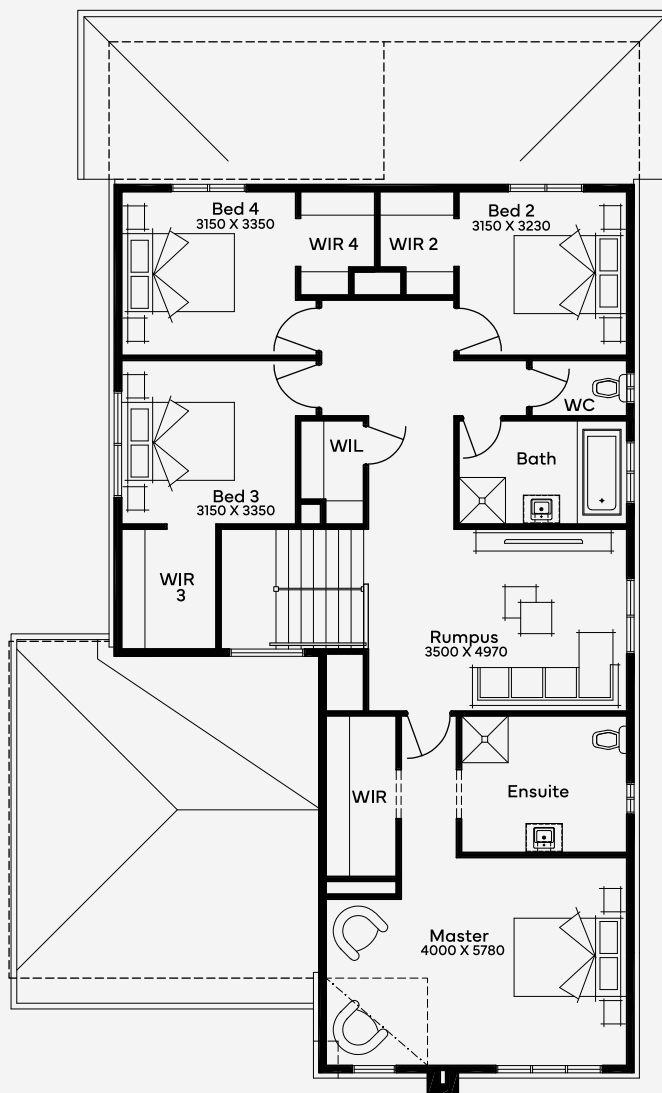 Bed 4
3150 X 3350
WIR 4
WIR 2
Bed 2
3150 X 3230
WC
WIL
Bath
Bed 3
3150 X 3350
WIR
3
Rumpus
3500 X 4970
WIR
Ensuite
Master
4000 X 5780